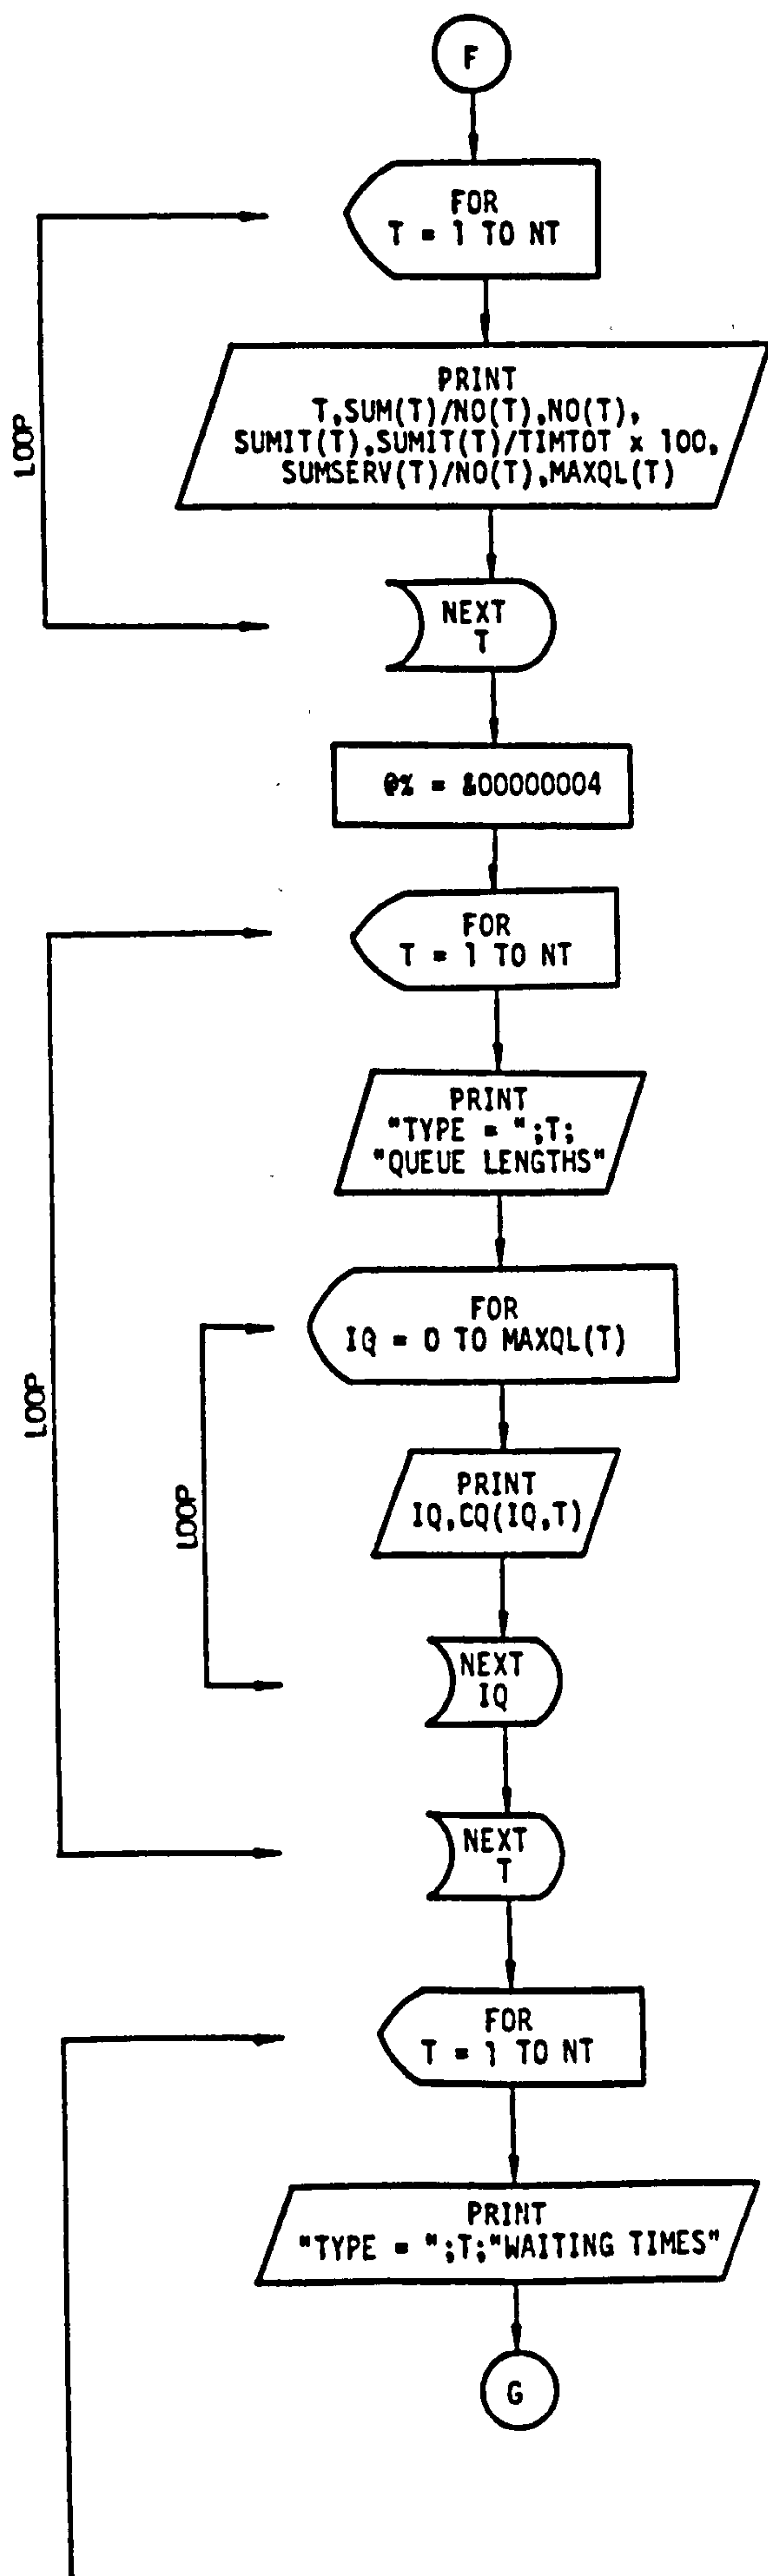 F
FOR
T = 1 TO NT
LOOP
PRINT
T,SUM(T)/NO(T),NO(T),
SUMIT(T),SUMIT(T)/TIMTOT x 100,
SUMSERV(T)/NO(T),MAXQL(T)
NEXT
T
@% = &00000004
FOR
T = 1 TO NT
PRINT
"TYPE = ";T;
"QUEUE LENGTHS"
FOR
IQ = 0 TO MAXQL(T)
LOOP
LOOP
PRINT
IQ,CQ(IQ,T)
NEXT
IQ
NEXT
T
FOR
T = 1 TO NT
PRINT
"TYPE = ";T;"WAITING TIMES"
G